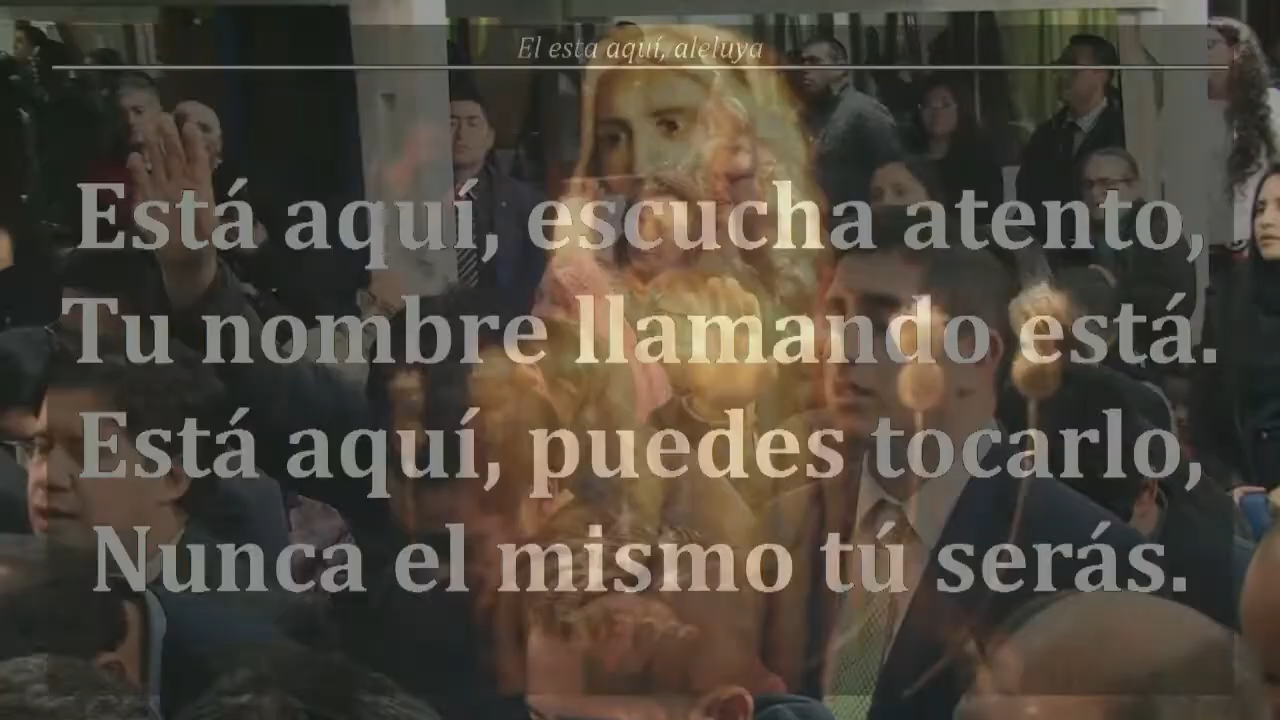 El esta aquí, aleluya
Está aquí, escucha atento,
Tu nombre llamando está.
Está aquí, puedes tocarlo,
Nunca el mismo tú serás.